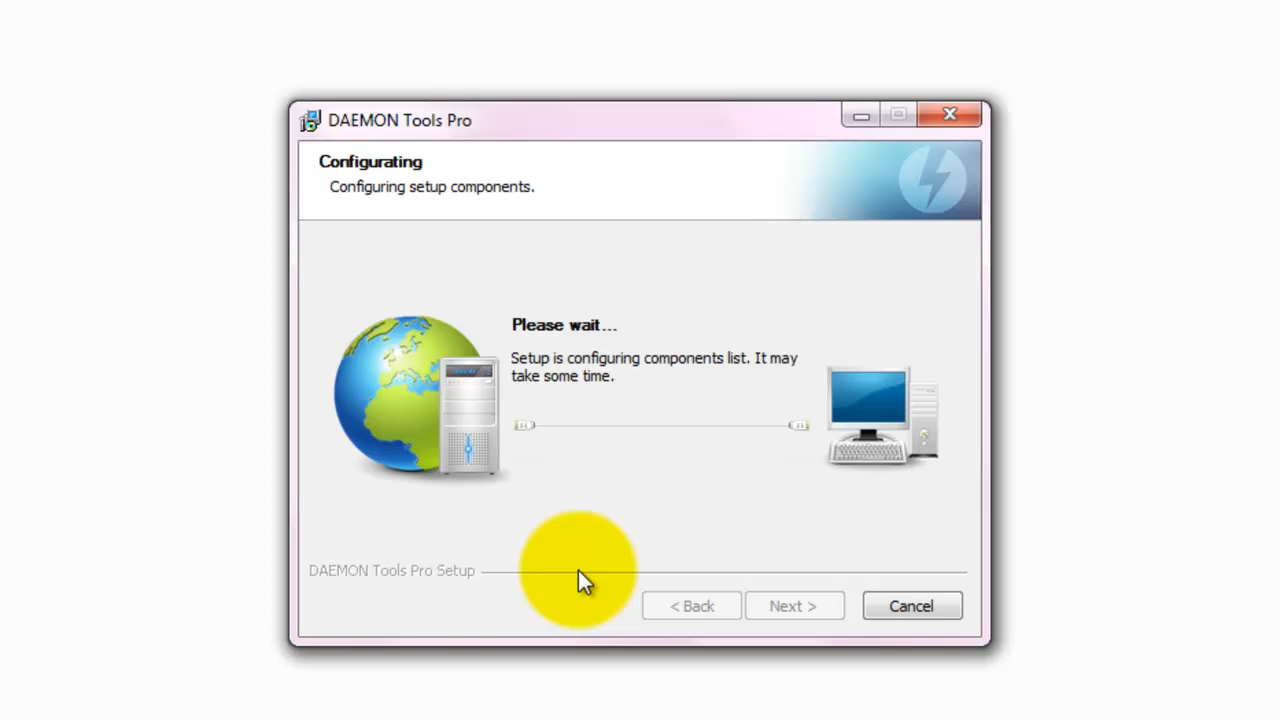 DAEMON Tools Pro
Configurating
Configuring setup components.
Please wait...
Setup is configuring components list. It may
take some time.
DAEMON Tools Pro Setup
< Back
Next >
Cancel